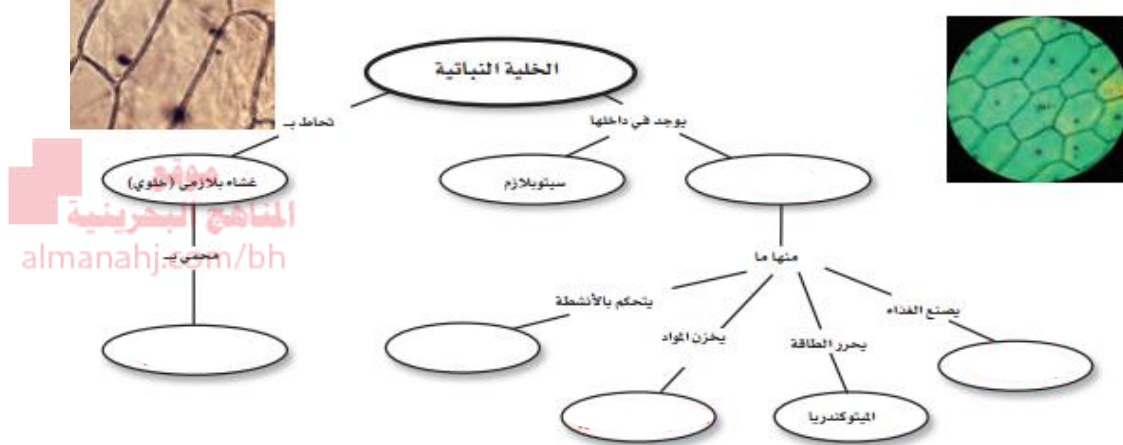 الخلية النباتية
تحاط بـ
يوجد في داخلها
غشاء بلازمي (خلوي)
سيتوبلازم
موقع
المناهج البحرينية
almanahj.com/bh
محمي بـ
منها ما
يتحكم بالأنشطة
يخزن المواد
يحرر الطاقة
يصنع الغذاء
الميتوكندريا